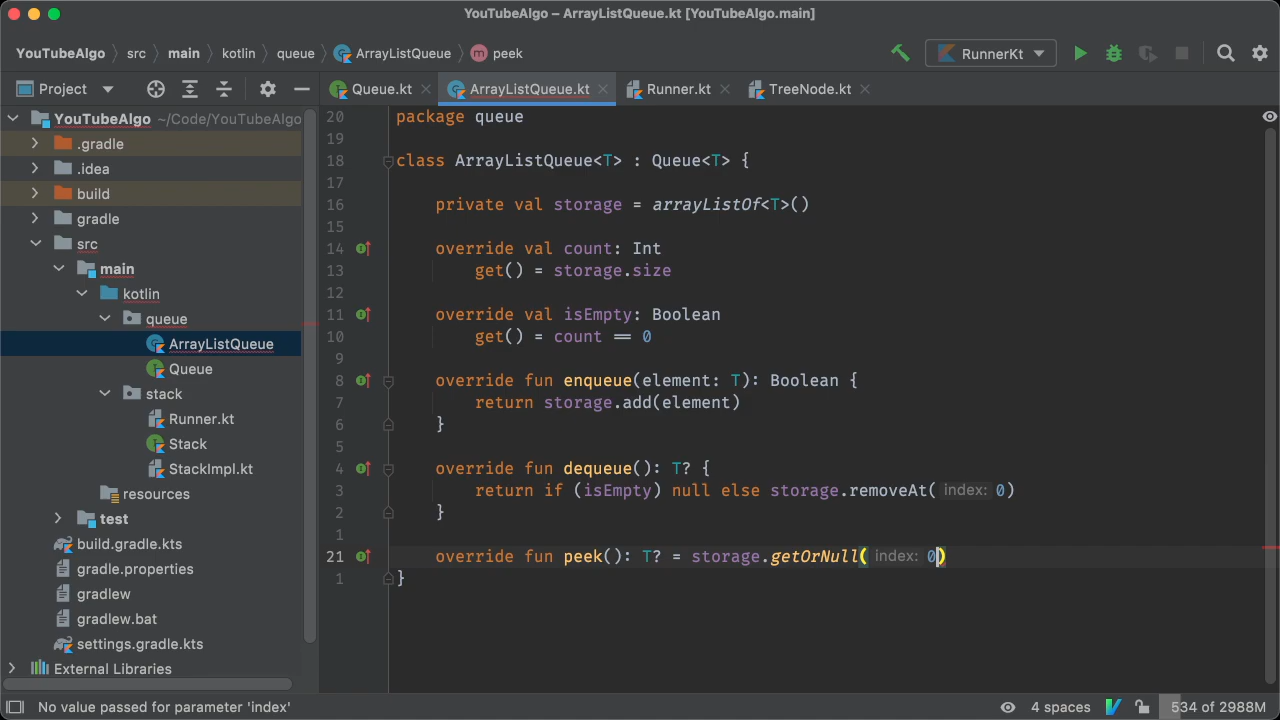 YouTubeAlgo – ArrayListQueue.kt [YouTubeAlgo.main]
YouTubeAlgo src main kotlin queue ArrayListQueue m peek RunnerKt
Project Queue.kt ArrayListQueue.kt Runner.kt TreeNode.kt
YouTubeAlgo ~/Code/YouTubeAlgo
.gradle
.idea
build
gradle
src
main
kotlin
queue
ArrayListQueue
Queue
stack
Runner.kt
Stack
StackImpl.kt
resources
test
build.gradle.kts
gradle.properties
gradlew
gradlew.bat
settings.gradle.kts
External Libraries
20 package queue
19
18 class ArrayListQueue<T> : Queue<T> {
17
16 private val storage = arrayListOf<T>()
15
14 override val count: Int
13 get() = storage.size
12
11 override val isEmpty: Boolean
10 get() = count == 0
9
8 override fun enqueue(element: T): Boolean {
7 return storage.add(element)
6 }
5
4 override fun dequeue(): T? {
3 return if (isEmpty) null else storage.removeAt( index: 0)
2 }
1
21 override fun peek(): T? = storage.getOrNull( index: 0)
1 }
No value passed for parameter 'index' 4 spaces 534 of 2988M